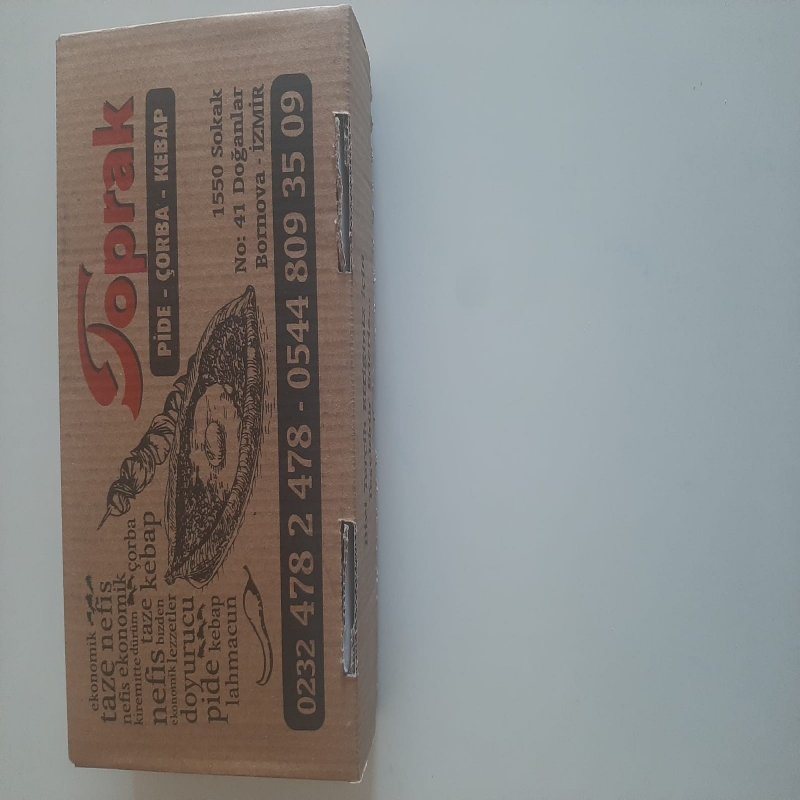 ekonomik
taze nefis
nefis ekonomik
kiremitte dürüm çorba
nefis taze kebap
bizden
ekonomik lezzetler
doyurucu
pide kebap
lahmacun
Toprak
PİDE - ÇORBA - KEBAP
1550 Sokak
No: 41 Doğanlar
Bornova - İZMİR
0232 478 2 478 - 0544 809 35 09